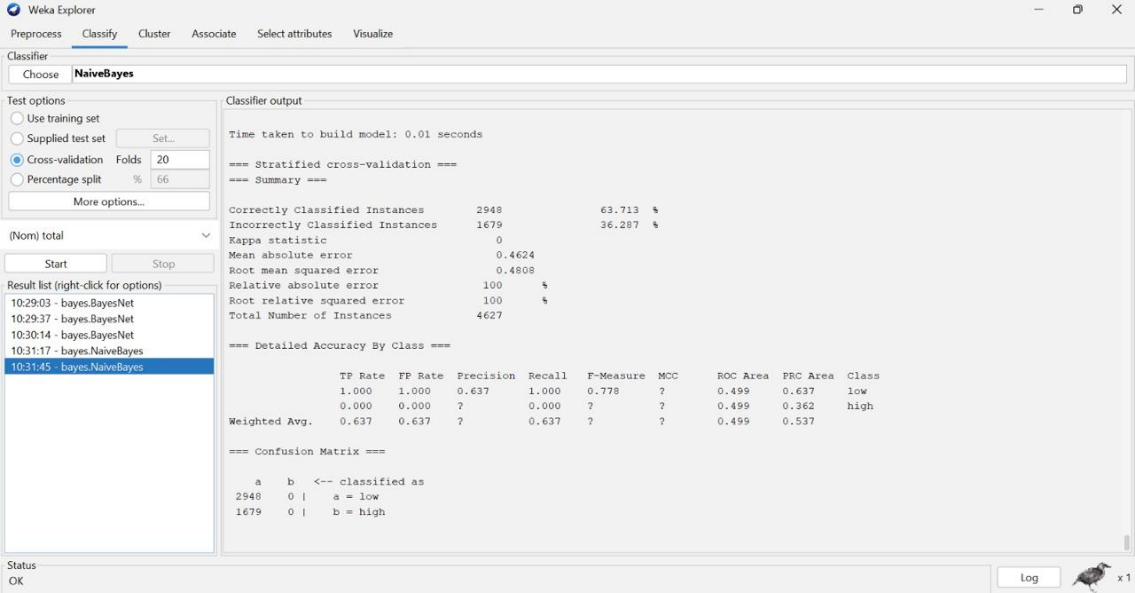 Weka Explorer
Preprocess Classify Cluster Associate Select attributes Visualize
Classifier
Choose NaiveBayes
Test options
Use training set
Supplied test set Set...
Cross-validation Folds 20
Percentage split % 66
More options...
(Nom) total
Start Stop
Result list (right-click for options)
10:29:03 - bayes.BayesNet
10:29:37 - bayes.BayesNet
10:30:14 - bayes.BayesNet
10:31:17 - bayes.NaiveBayes
10:31:45 - bayes.NaiveBayes
Classifier output
Time taken to build model: 0.01 seconds
=== Stratified cross-validation ===
=== Summary ===
Correctly Classified Instances 2948 63.713 %
Incorrectly Classified Instances 1679 36.287 %
Kappa statistic 0
Mean absolute error 0.4624
Root mean squared error 0.4808
Relative absolute error 100 %
Root relative squared error 100 %
Total Number of Instances 4627
=== Detailed Accuracy By Class ===
TP Rate FP Rate Precision Recall F-Measure MCC ROC Area PRC Area Class
1.000 1.000 0.637 1.000 0.778 ? 0.499 0.637 low
0.000 0.000 ? 0.000 ? ? 0.499 0.362 high
Weighted Avg. 0.637 0.637 ? 0.637 ? ? 0.499 0.537
=== Confusion Matrix ===
a b <-- classified as
2948 0 | a = low
1679 0 | b = high
Status
OK
Log x 1